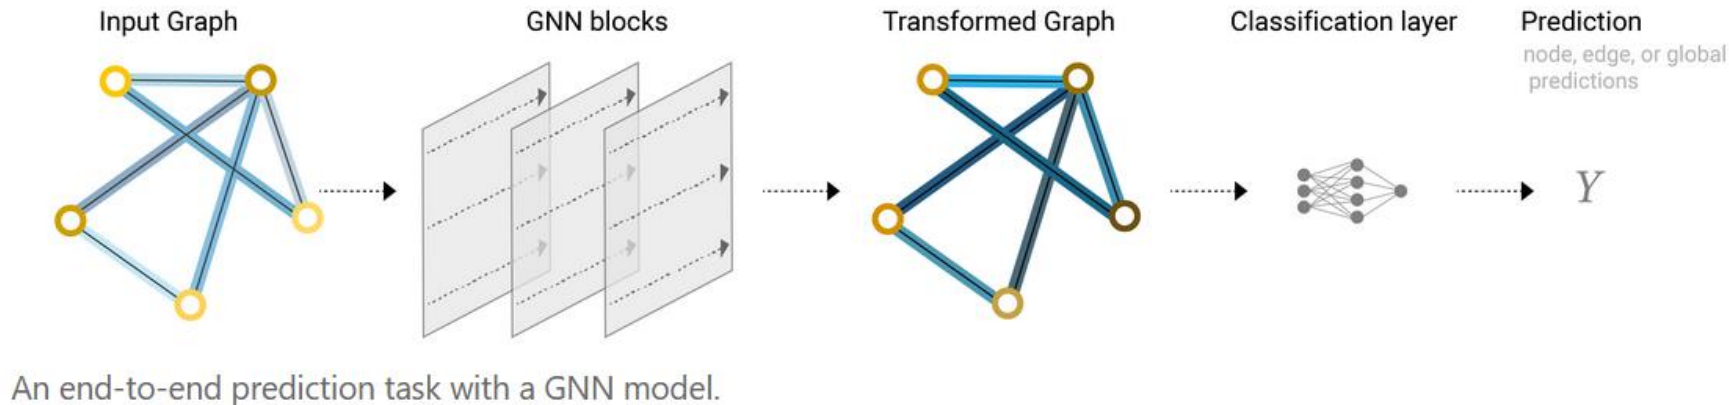 Input Graph
GNN blocks
Transformed Graph
Classification layer
Prediction
node, edge, or global
predictions
Y
An end-to-end prediction task with a GNN model.